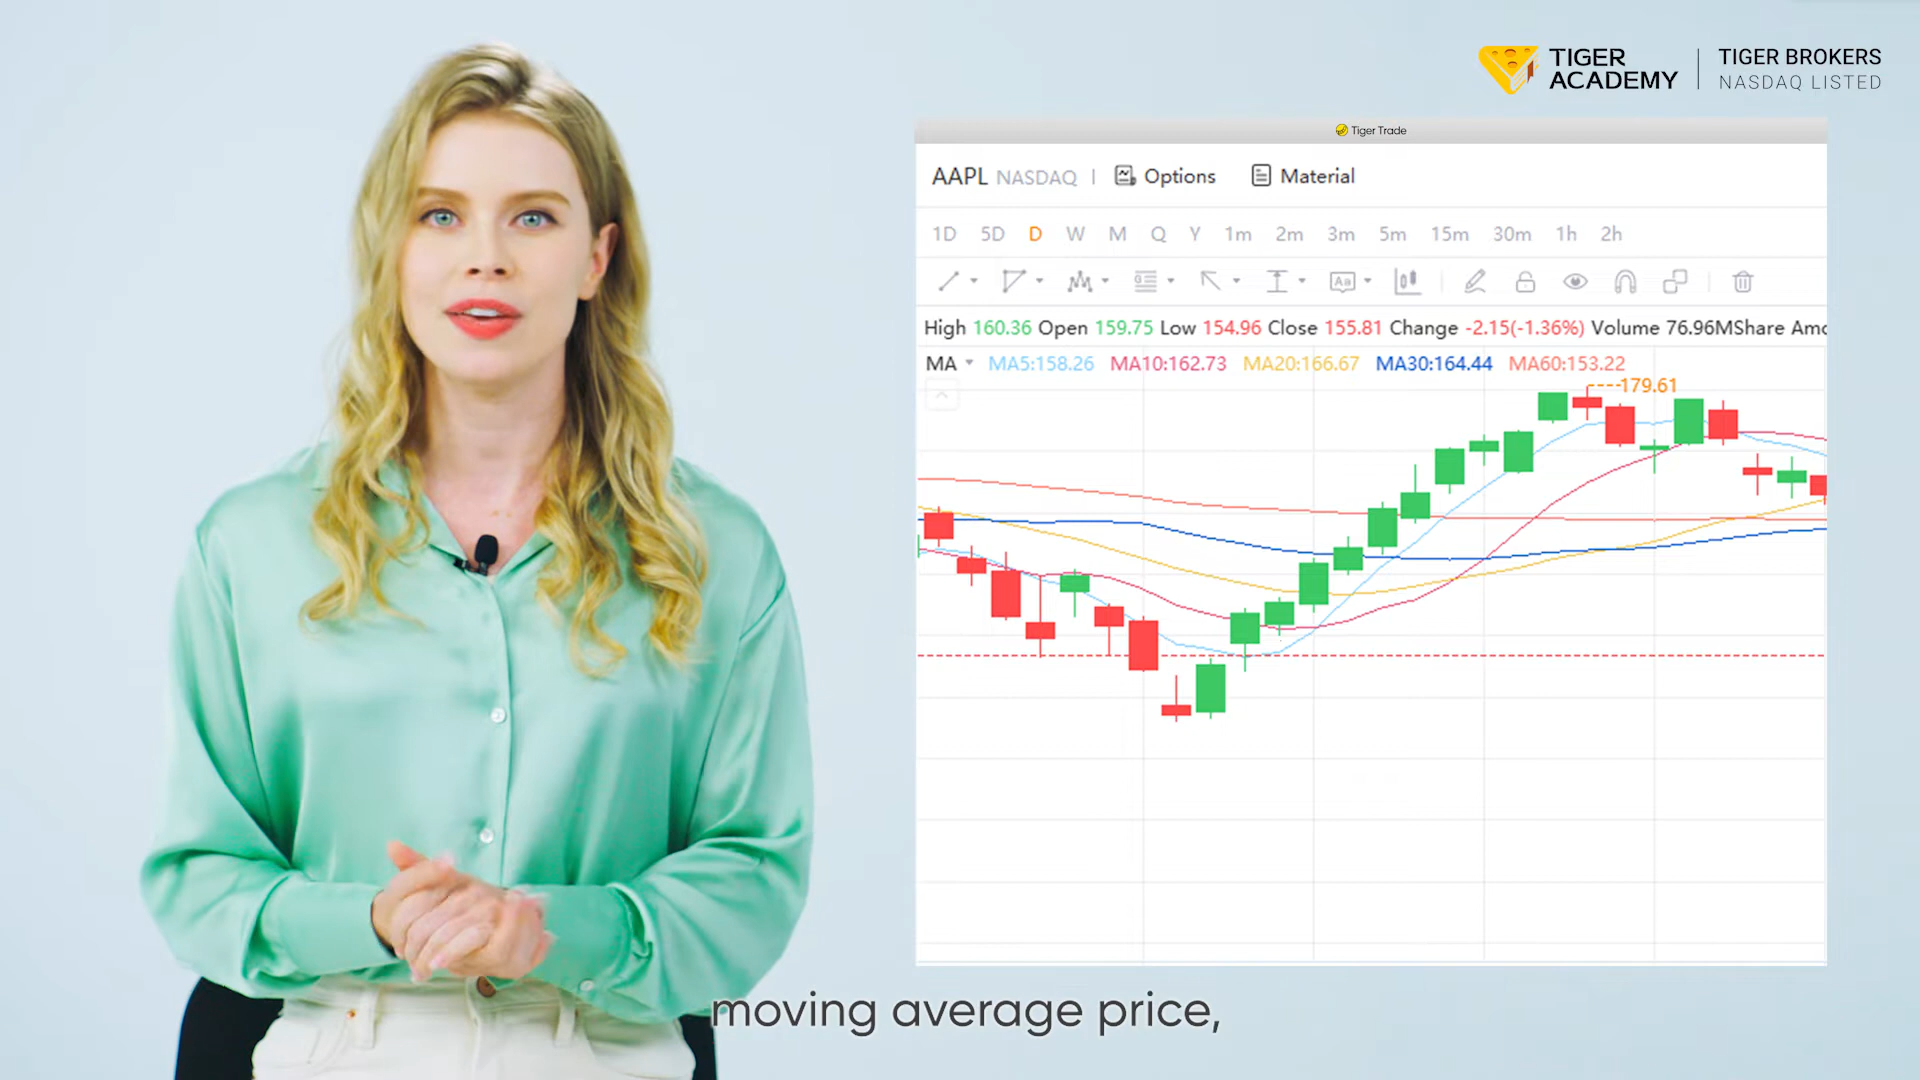 TIGER
ACADEMY
TIGER BROKERS
NASDAQ LISTED
Tiger Trade
AAPL NASDAQ Options Material
1D 5D D W M Q Y 1m 2m 3m 5m 15m 30m 1h 2h
Aa
High 160.36 Open 159.75 Low 154.96 Close 155.81 Change -2.15(-1.36%) Volume 76.96MShare Amo
MA MA5:158.26 MA10:162.73 MA20:166.67 MA30:164.44 MA60:153.22
179.61
moving average price,